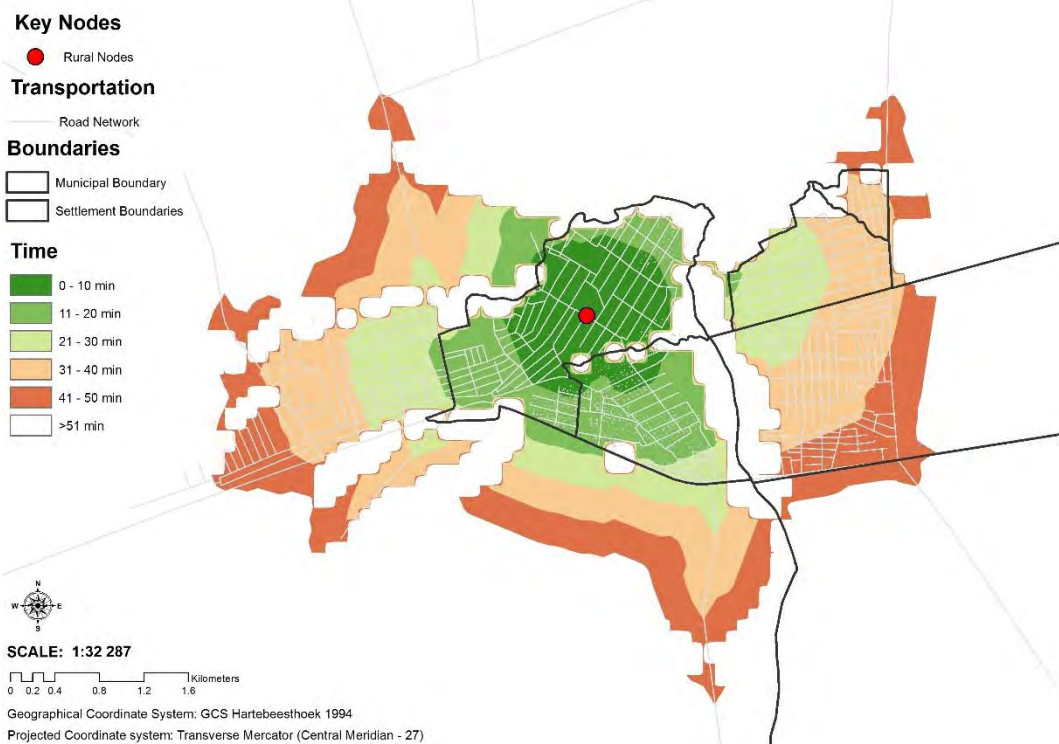 Key Nodes
Rural Nodes
Transportation
Road Network
Boundaries
Municipal Boundary
Settlement Boundaries
Time
0 - 10 min
11 - 20 min
21 - 30 min
31 - 40 min
41 - 50 min
>51 min
N
W E
S
SCALE: 1:32 287
Kilometers
0 0.2 0.4 0.8 1.2 1.6
Geographical Coordinate System: GCS Hartebeesthoek 1994
Projected Coordinate system: Transverse Mercator (Central Meridian - 27)